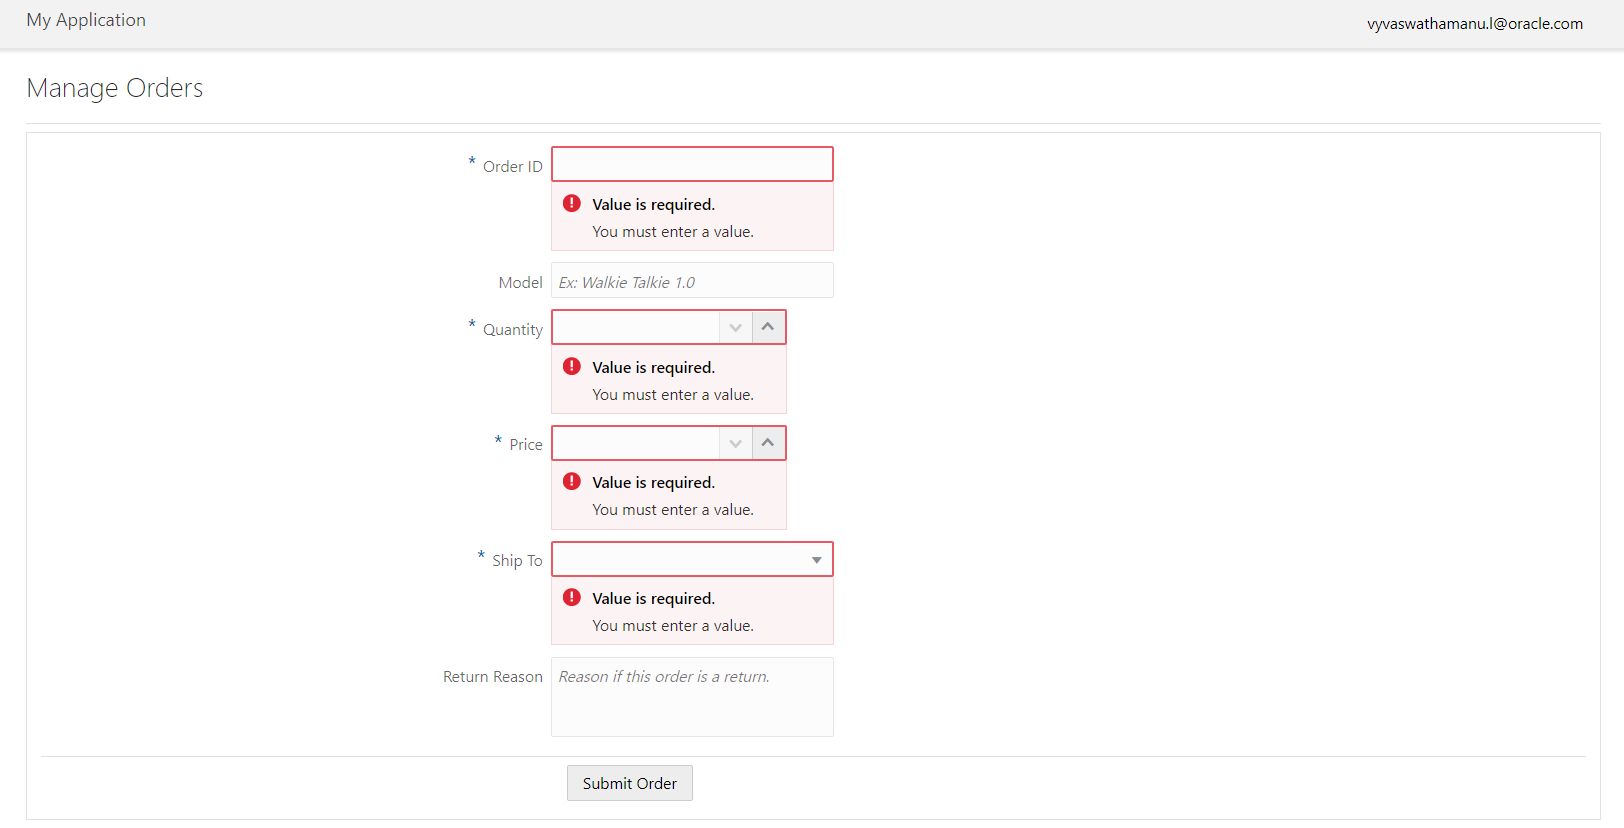 My Application
vyvaswathamanu.l@oracle.com
Manage Orders
* Order ID
Value is required.
You must enter a value.
Model Ex: Walkie Talkie 1.0
* Quantity
Value is required.
You must enter a value.
* Price
Value is required.
You must enter a value.
* Ship To
Value is required.
You must enter a value.
Return Reason Reason if this order is a return.
Submit Order